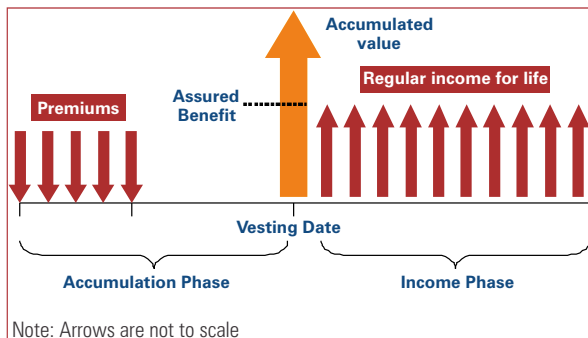 Accumulated
value
Premiums
Regular income for life
Assured
Benefit
Vesting Date
Accumulation Phase
Income Phase
Note: Arrows are not to scale